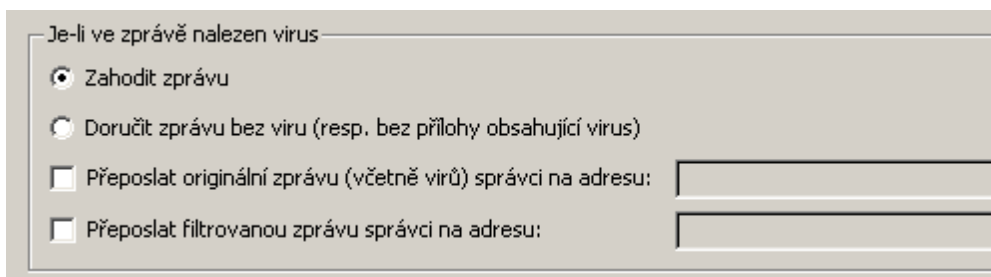 Je-li ve zprávě nalezen virus
Zahodit zprávu
Doručit zprávu bez viru (resp. bez přílohy obsahující virus)
Přeposlat originální zprávu (včetně virů) správci na adresu:
Přeposlat filtrovanou zprávu správci na adresu: